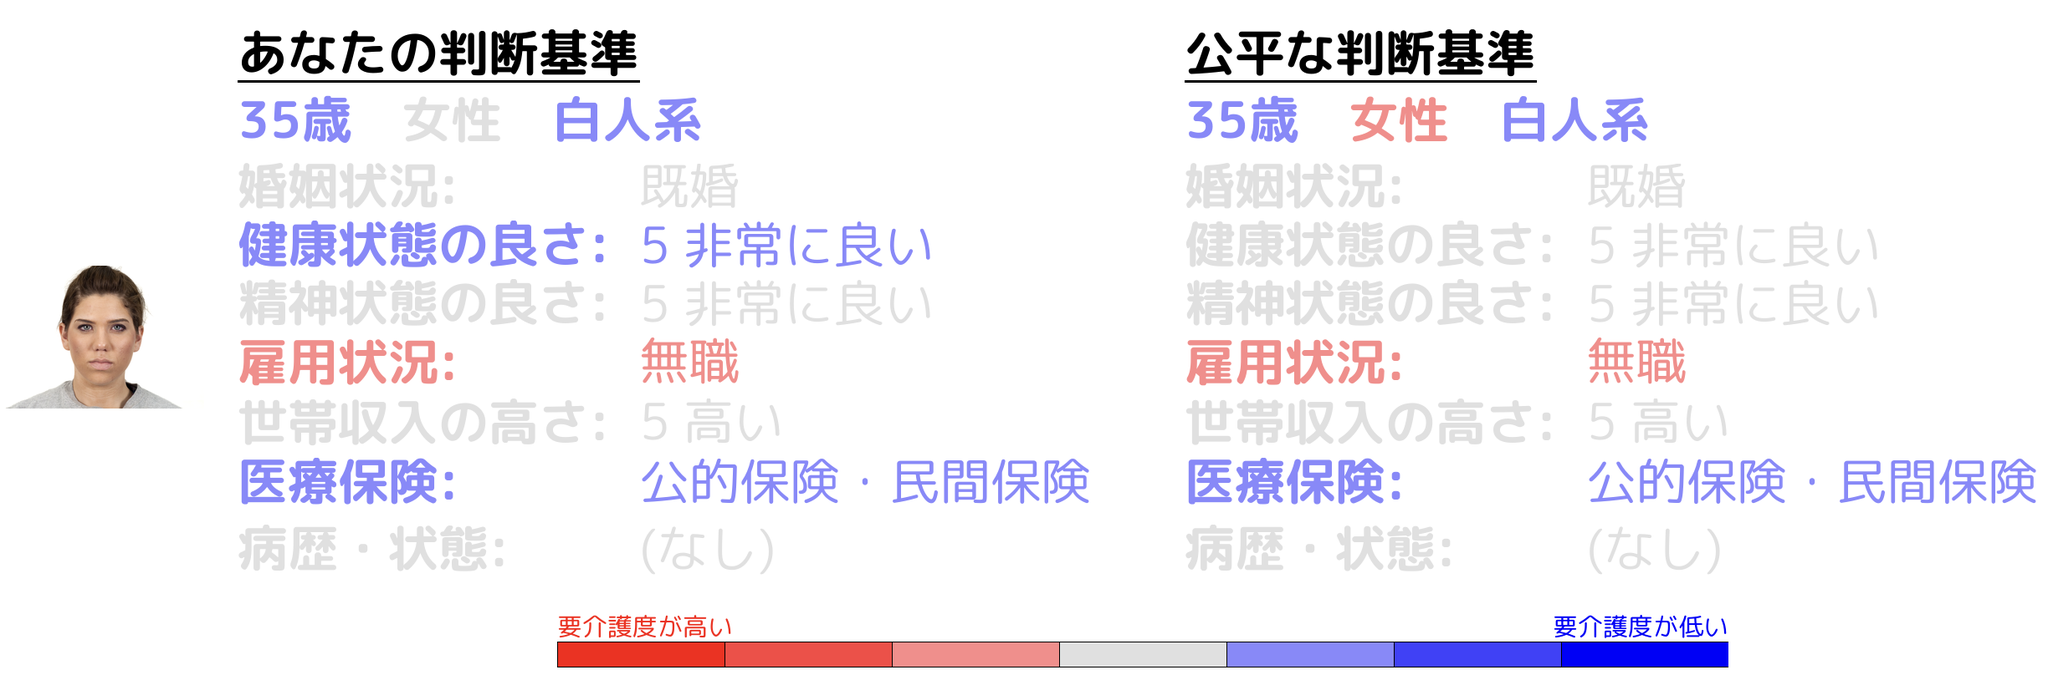 あなたの判断基準
35歳 女性 白人系
婚姻状況: 既婚
健康状態の良さ: 5 非常に良い
精神状態の良さ: 5 非常に良い
雇用状況: 無職
世帯収入の高さ: 5 高い
医療保険: 公的保険・民間保険
病歴・状態: (なし)
公平な判断基準
35歳 女性 白人系
婚姻状況: 既婚
健康状態の良さ: 5 非常に良い
精神状態の良さ: 5 非常に良い
雇用状況: 無職
世帯収入の高さ: 5 高い
医療保険: 公的保険・民間保険
病歴・状態: (なし)
要介護度が高い
要介護度が低い